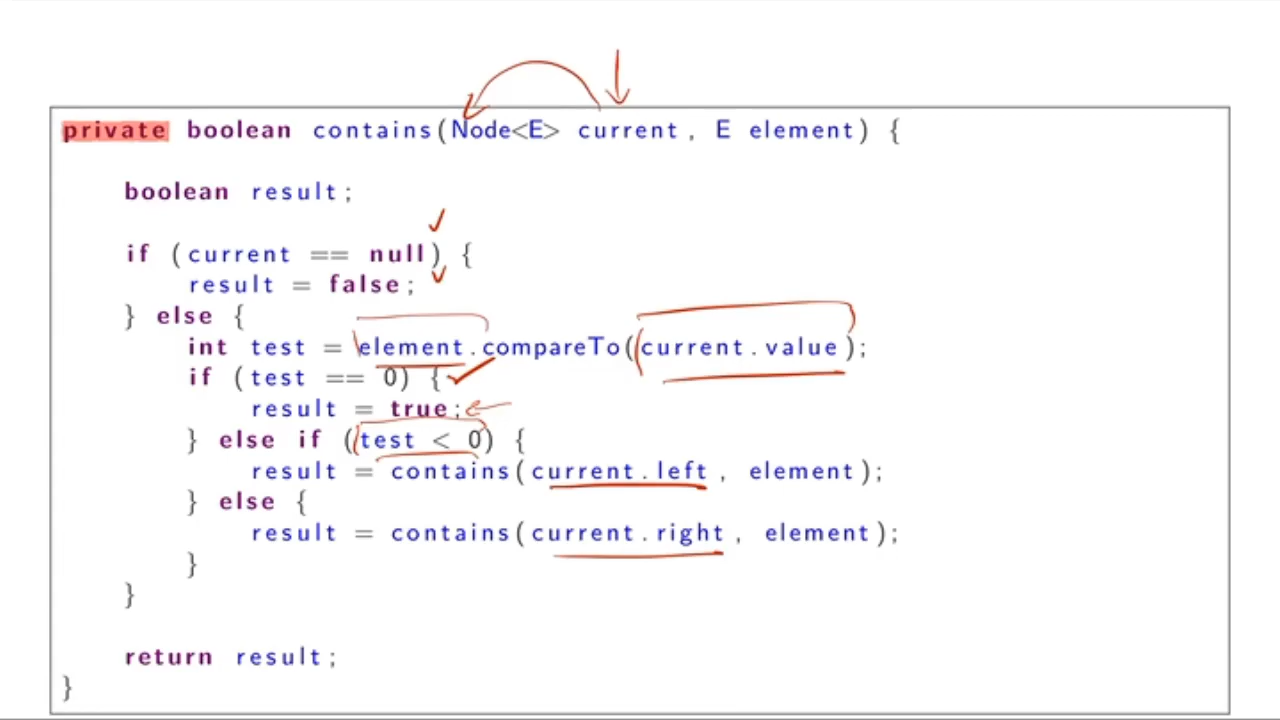 private boolean contains(Node<E> current, E element) {
boolean result;
if (current == null) {
result = false;
} else {
int test = element.compareTo(current.value);
if (test == 0) {
result = true;
} else if (test < 0) {
result = contains(current.left, element);
} else {
result = contains(current.right, element);
}
}
return result;
}